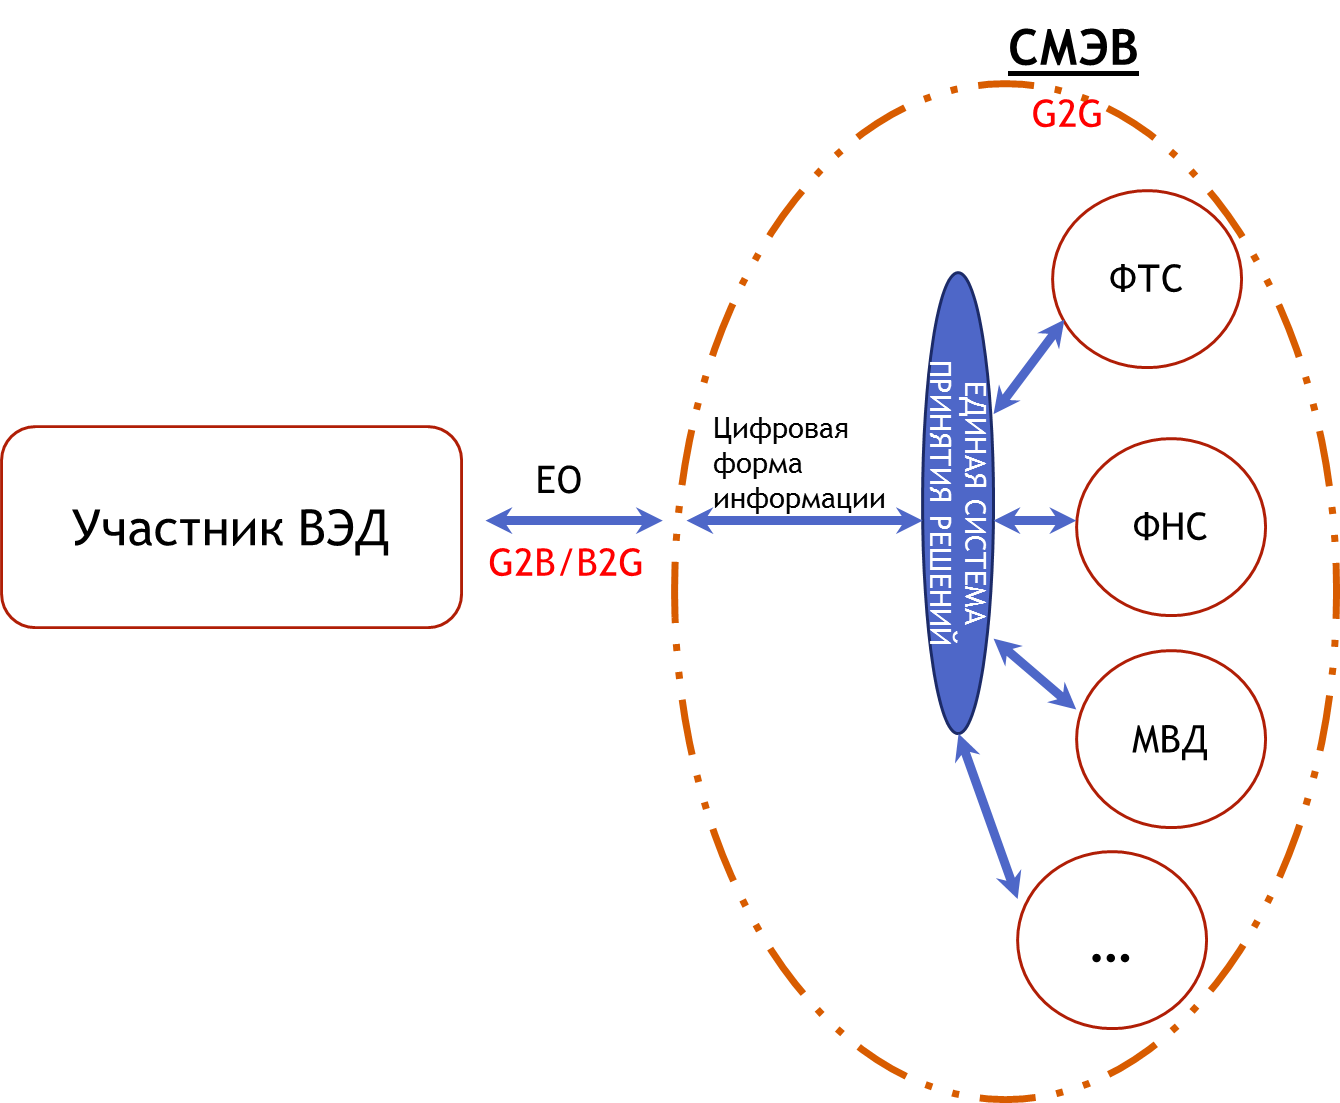 СМЭВ
G2G
ФТС
Цифровая
форма
информации
ЕДИНАЯ СИСТЕМА
ПРИНЯТИЯ РЕШЕНИЙ
ЕО
Участник ВЭД
G2B/B2G
ФНС
МВД
...